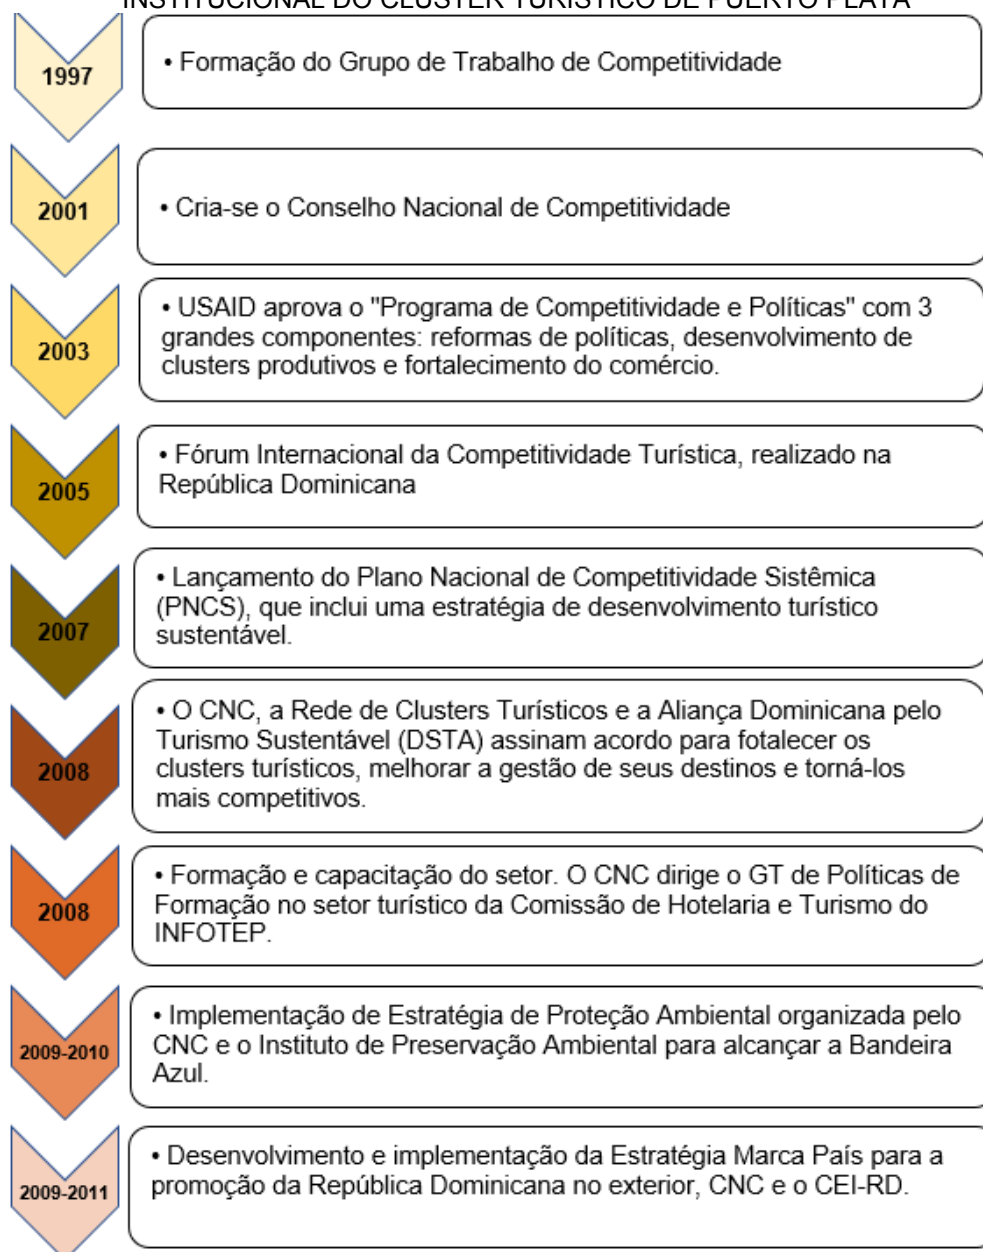 INSTITUCIONAL DO CLUSTER TURÍSTICO DE PUERTO PLATA
1997
• Formação do Grupo de Trabalho de Competitividade
2001
• Cria-se o Conselho Nacional de Competitividade
2003
• USAID aprova o "Programa de Competitividade e Políticas" com 3
grandes componentes: reformas de políticas, desenvolvimento de
clusters produtivos e fortalecimento do comércio.
2005
• Fórum Internacional da Competitividade Turística, realizado na
República Dominicana
2007
• Lançamento do Plano Nacional de Competitividade Sistêmica
(PNCS), que inclui uma estratégia de desenvolvimento turístico
sustentável.
2008
• O CNC, a Rede de Clusters Turísticos e a Aliança Dominicana pelo
Turismo Sustentável (DSTA) assinam acordo para fotalecer os
clusters turísticos, melhorar a gestão de seus destinos e torná-los
mais competitivos.
2008
• Formação e capacitação do setor. O CNC dirige o GT de Políticas de
Formação no setor turístico da Comissão de Hotelaria e Turismo do
INFOTEP.
2009-2010
• Implementação de Estratégia de Proteção Ambiental organizada pelo
CNC e o Instituto de Preservação Ambiental para alcançar a Bandeira
Azul.
2009-2011
• Desenvolvimento e implementação da Estratégia Marca País para a
promoção da República Dominicana no exterior, CNC e o CEI-RD.